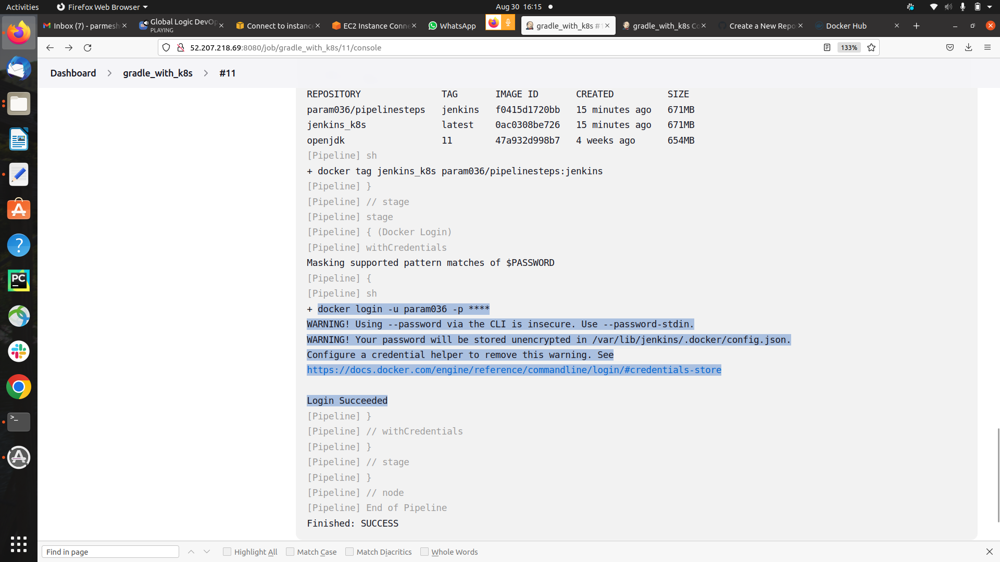 Activities
Firefox Web Browser
Aug 30 16:15
Inbox (7) - parmesh
Global Logic DevOp
PLAYING
Connect to instance
EC2 Instance Conne
WhatsApp
gradle_with_k8s #1
gradle_with_k8s Co
Create a New Repo
Docker Hub
52.207.218.69:8080/job/gradle_with_k8s/11/console
133%
Dashboard
gradle_with_k8s
#11
REPOSITORY TAG IMAGE ID CREATED SIZE
param036/pipelinesteps jenkins f0415d1720bb 15 minutes ago 671MB
jenkins_k8s latest 0ac0308be726 15 minutes ago 671MB
openjdk 11 47a932d998b7 4 weeks ago 654MB
[Pipeline] sh
+ docker tag jenkins_k8s param036/pipelinesteps:jenkins
[Pipeline] }
[Pipeline] // stage
[Pipeline] stage
[Pipeline] { (Docker Login)
[Pipeline] withCredentials
Masking supported pattern matches of $PASSWORD
[Pipeline] {
[Pipeline] sh
+ docker login -u param036 -p ****
WARNING! Using --password via the CLI is insecure. Use --password-stdin.
WARNING! Your password will be stored unencrypted in /var/lib/jenkins/.docker/config.json.
Configure a credential helper to remove this warning. See
https://docs.docker.com/engine/reference/commandline/login/#credentials-store
Login Succeeded
[Pipeline] }
[Pipeline] // withCredentials
[Pipeline] }
[Pipeline] // stage
[Pipeline] }
[Pipeline] // node
[Pipeline] End of Pipeline
Finished: SUCCESS
PC
Find in page
Highlight All
Match Case
Match Diacritics
Whole Words